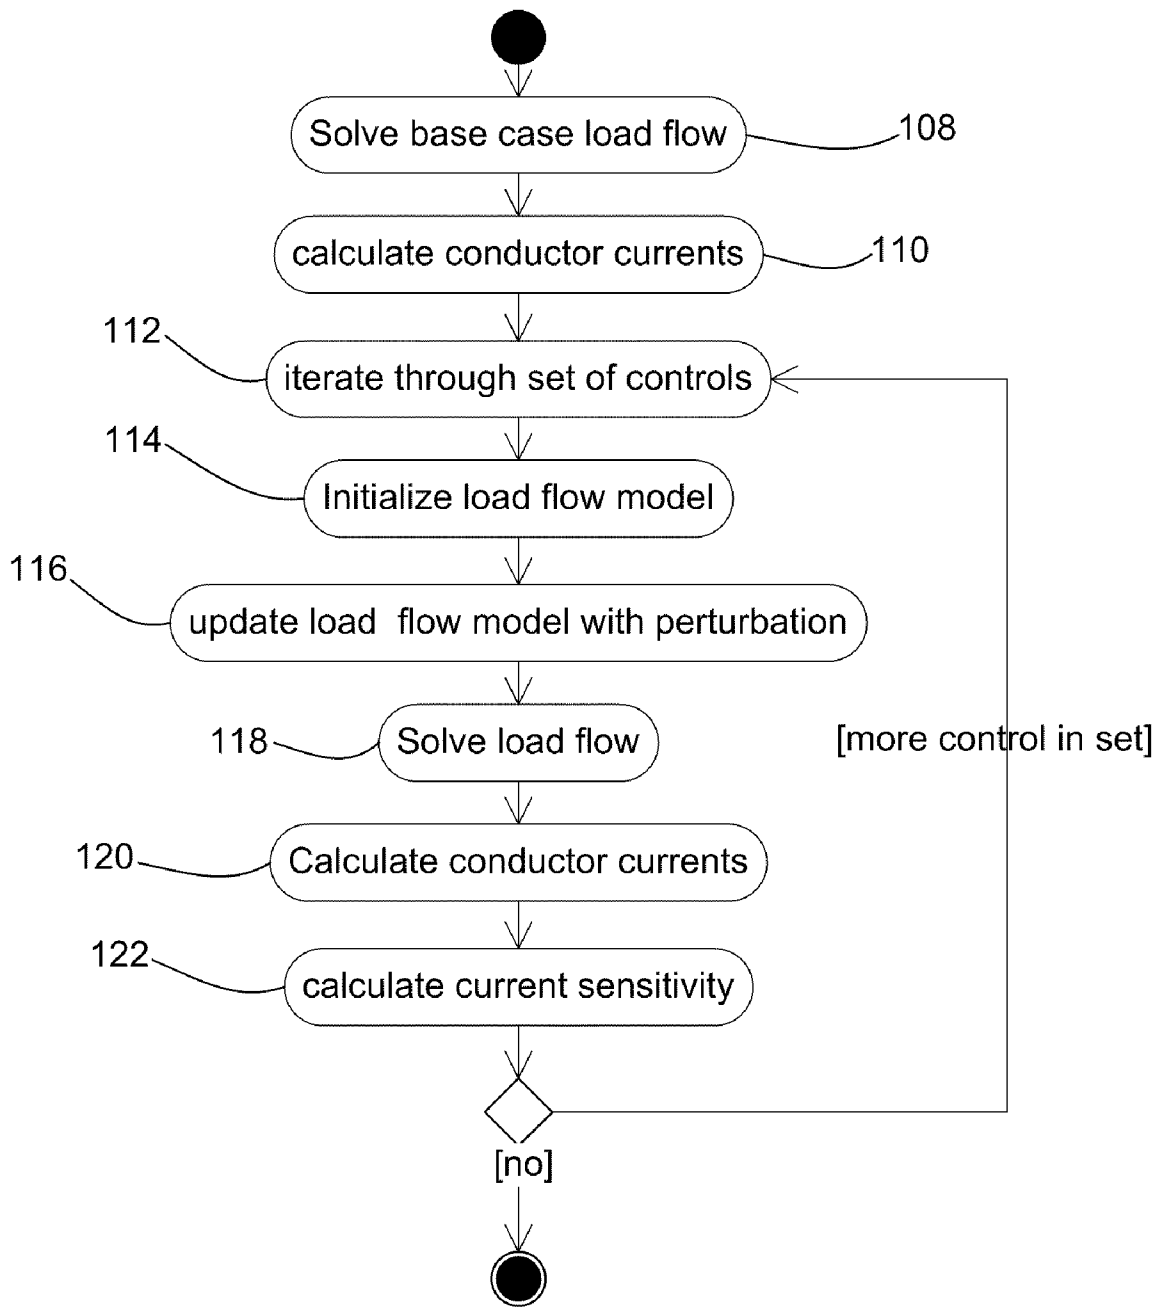 Solve base case load flow
108
calculate conductor currents
110
112
iterate through set of controls
114
Initialize load flow model
116
update load flow model with perturbation
118
Solve load flow
[more control in set]
120
Calculate conductor currents
122
calculate current sensitivity
[no]